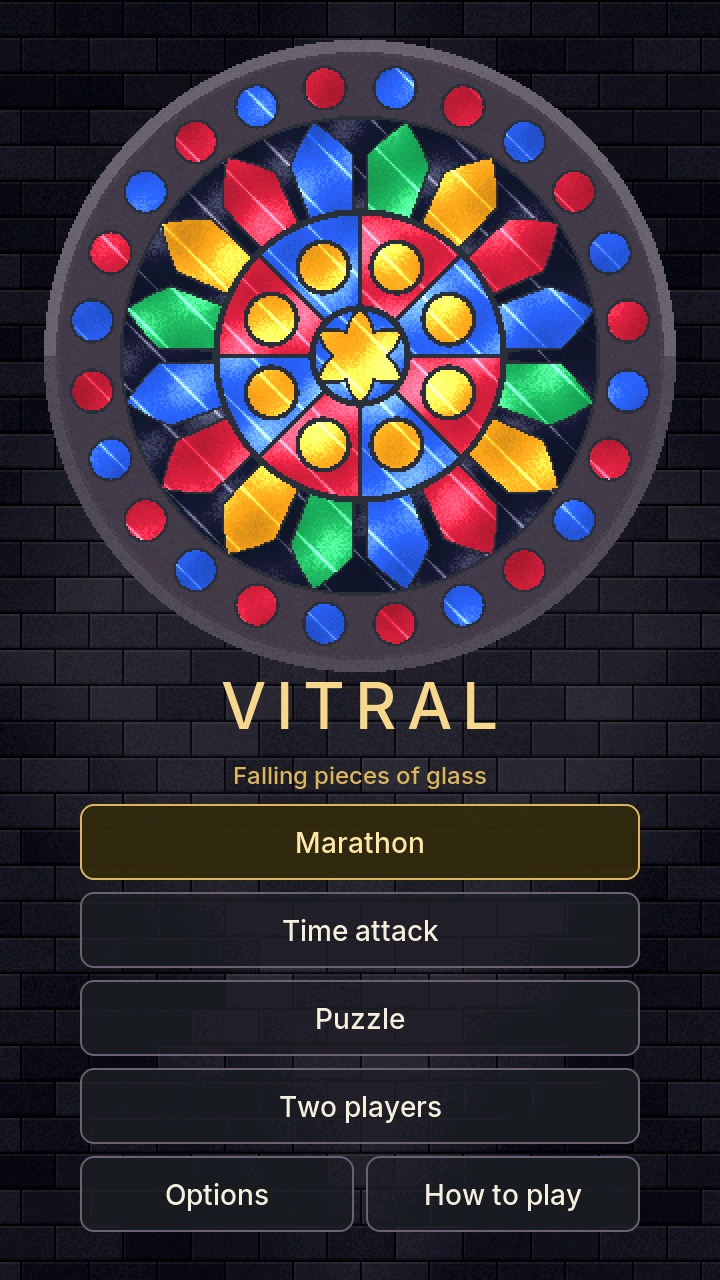 VITRAL
Falling pieces of glass
Marathon
Time attack
Puzzle
Two players
Options
How to play